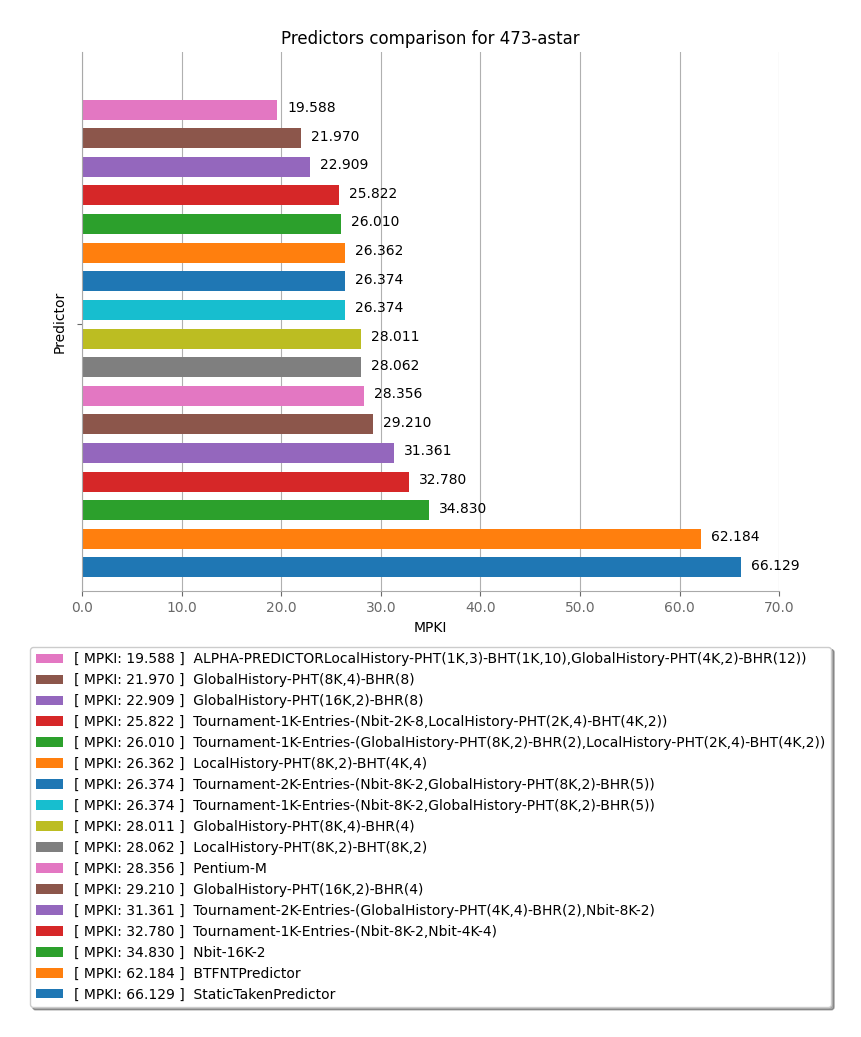 Predictors comparison for 473-astar
19.588
21.970
22.909
25.822
26.010
26.362
26.374
26.374
28.011
28.062
28.356
29.210
31.361
32.780
34.830
62.184
66.129
Predictor
0.0 10.0 20.0 30.0 40.0 50.0 60.0 70.0
MPKI
[ MPKI: 19.588 ] ALPHA-PREDICTORLocalHistory-PHT(1K,3)-BHT(1K,10),GlobalHistory-PHT(4K,2)-BHR(12))
[ MPKI: 21.970 ] GlobalHistory-PHT(8K,4)-BHR(8)
[ MPKI: 22.909 ] GlobalHistory-PHT(16K,2)-BHR(8)
[ MPKI: 25.822 ] Tournament-1K-Entries-(Nbit-2K-8,LocalHistory-PHT(2K,4)-BHT(4K,2))
[ MPKI: 26.010 ] Tournament-1K-Entries-(GlobalHistory-PHT(8K,2)-BHR(2),LocalHistory-PHT(2K,4)-BHT(4K,2))
[ MPKI: 26.362 ] LocalHistory-PHT(8K,2)-BHT(4K,4)
[ MPKI: 26.374 ] Tournament-2K-Entries-(Nbit-8K-2,GlobalHistory-PHT(8K,2)-BHR(5))
[ MPKI: 26.374 ] Tournament-1K-Entries-(Nbit-8K-2,GlobalHistory-PHT(8K,2)-BHR(5))
[ MPKI: 28.011 ] GlobalHistory-PHT(8K,4)-BHR(4)
[ MPKI: 28.062 ] LocalHistory-PHT(8K,2)-BHT(8K,2)
[ MPKI: 28.356 ] Pentium-M
[ MPKI: 29.210 ] GlobalHistory-PHT(16K,2)-BHR(4)
[ MPKI: 31.361 ] Tournament-2K-Entries-(GlobalHistory-PHT(4K,4)-BHR(2),Nbit-8K-2)
[ MPKI: 32.780 ] Tournament-1K-Entries-(Nbit-8K-2,Nbit-4K-4)
[ MPKI: 34.830 ] Nbit-16K-2
[ MPKI: 62.184 ] BTFNTPredictor
[ MPKI: 66.129 ] StaticTakenPredictor